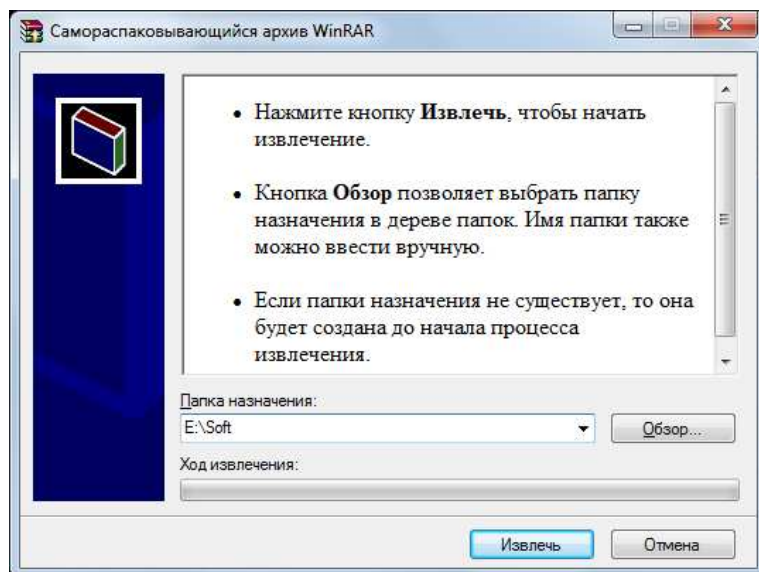 Самораспаковывающийся архив WinRAR
• Нажмите кнопку Извлечь, чтобы начать
извлечение.
• Кнопка Обзор позволяет выбрать папку
назначения в дереве папок. Имя папки также
можно ввести вручную.
• Если папки назначения не существует, то она
будет создана до начала процесса
извлечения.
Папка назначения:
E:\Soft
Обзор...
Ход извлечения:
Извлечь
Отмена